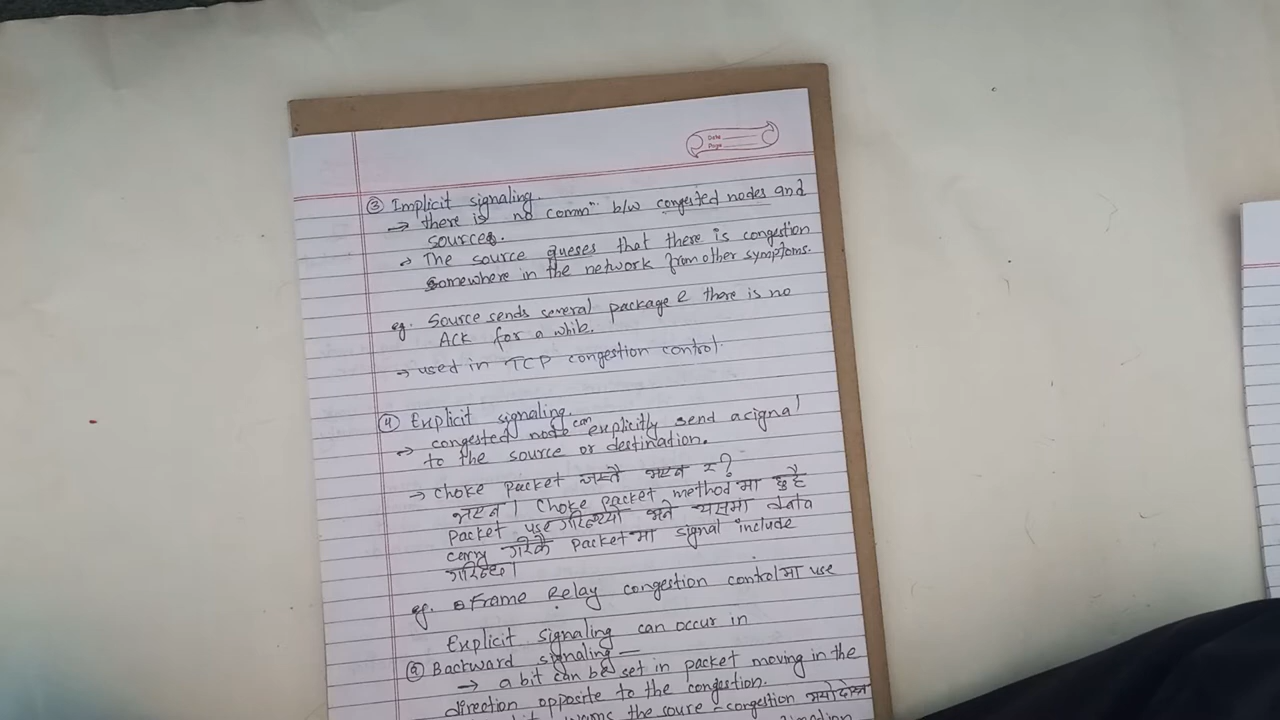 Date
Page
③ Implicit signaling.
→ there is no commⁿ b/w congested nodes and
sources.
→ The source queses that there is congestion
somewhere in the network from other symptoms.
eg. Source sends several package & there is no
ACK for a while.
→ used in TCP congestion control.
④ Explicit signaling.
→ congested node can explicitly send a signal
to the source or destination.
→ choke packet जस्तै भएन र?
भएन। Choke packet method मा छुट्टै
packet use गरिन्थ्यो भने यसमा data
carry गरेकै packet मा signal include
गरिन्छ।
eg. Frame Relay congestion control मा use
Explicit signaling can occur in
ⓐ Backward signaling —
→ a bit can be set in packet moving in the
direction opposite to the congestion.
warns the soure - congestion